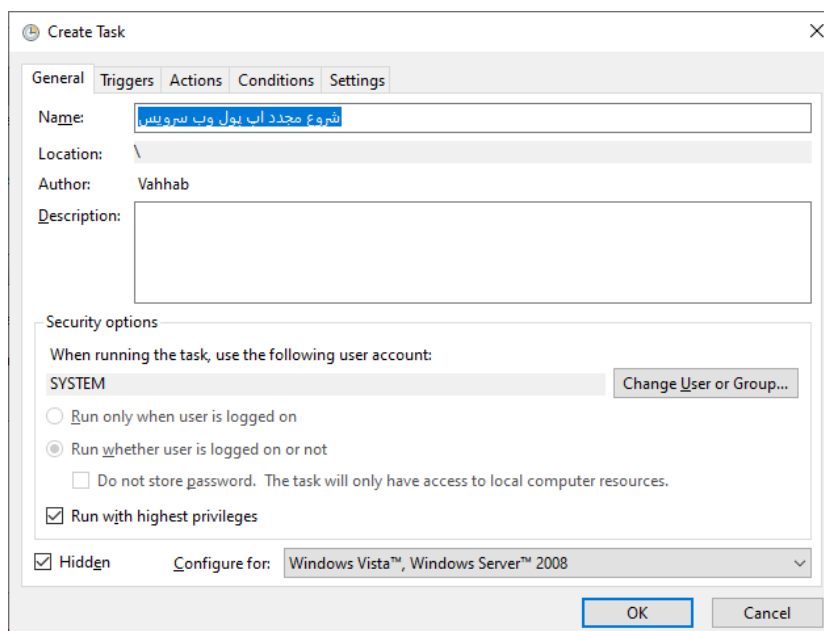 Create Task
General Triggers Actions Conditions Settings
Name: شروع مجدد اپ پول وب سرویس
Location: \
Author: Vahhab
Description:
Security options
When running the task, use the following user account:
SYSTEM Change User or Group...
Run only when user is logged on
Run whether user is logged on or not
Do not store password. The task will only have access to local computer resources.
Run with highest privileges
Hidden Configure for: Windows Vista™, Windows Server™ 2008
OK Cancel